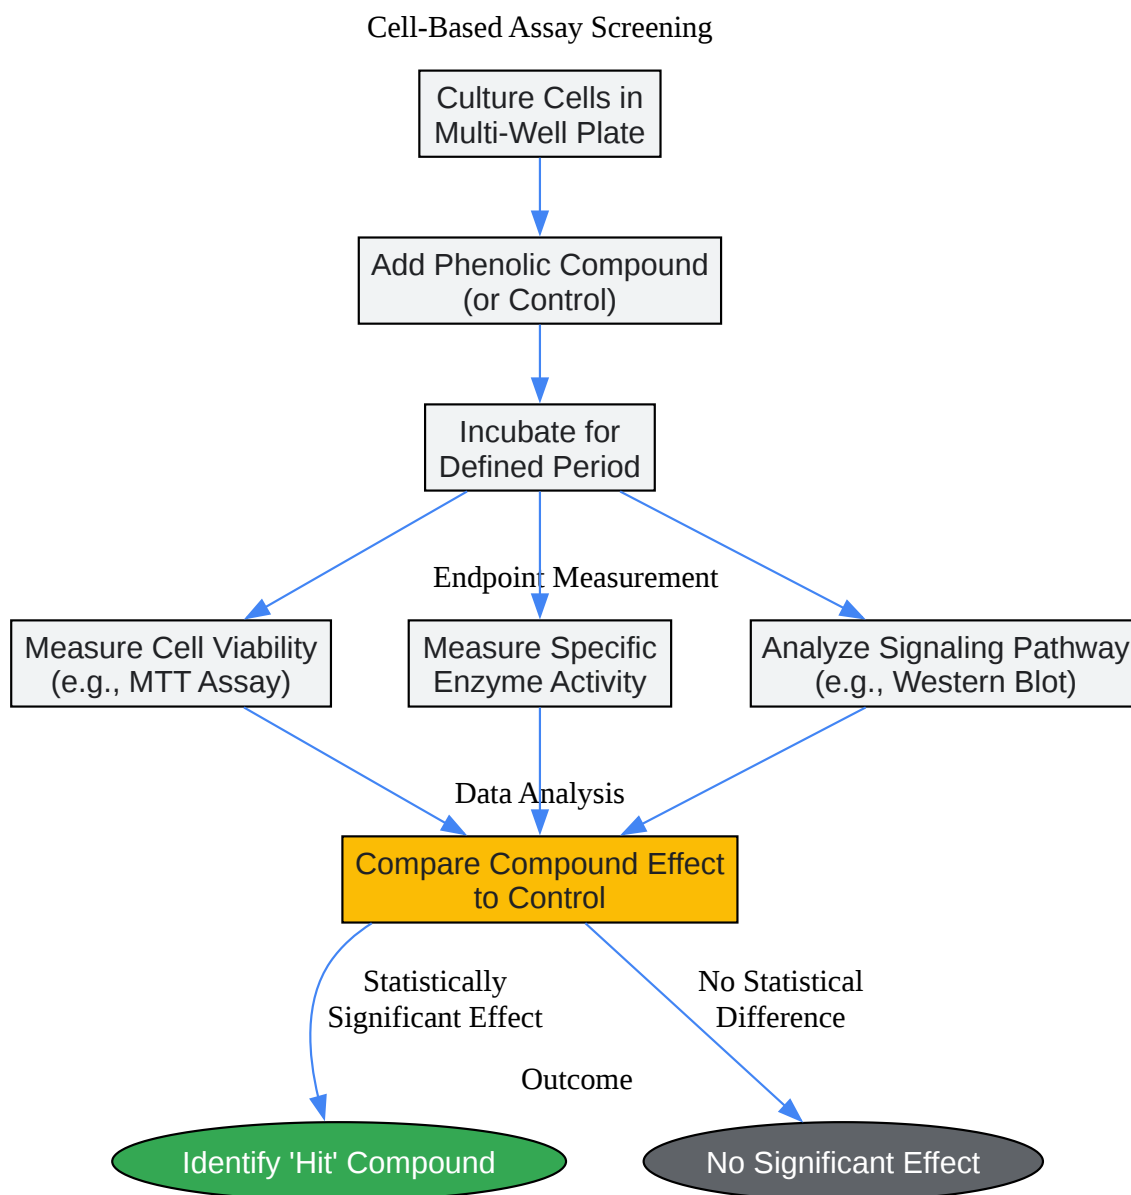 Cell-Based Assay Screening
Culture Cells in
Multi-Well Plate
Add Phenolic Compound
(or Control)
Incubate for
Defined Period
Endpoint Measurement
Measure Cell Viability
(e.g., MTT Assay)
Measure Specific
Enzyme Activity
Analyze Signaling Pathway
(e.g., Western Blot)
Data Analysis
Compare Compound Effect
to Control
Statistically
Significant Effect
No Statistical
Difference
Outcome
Identify 'Hit' Compound
No Significant Effect